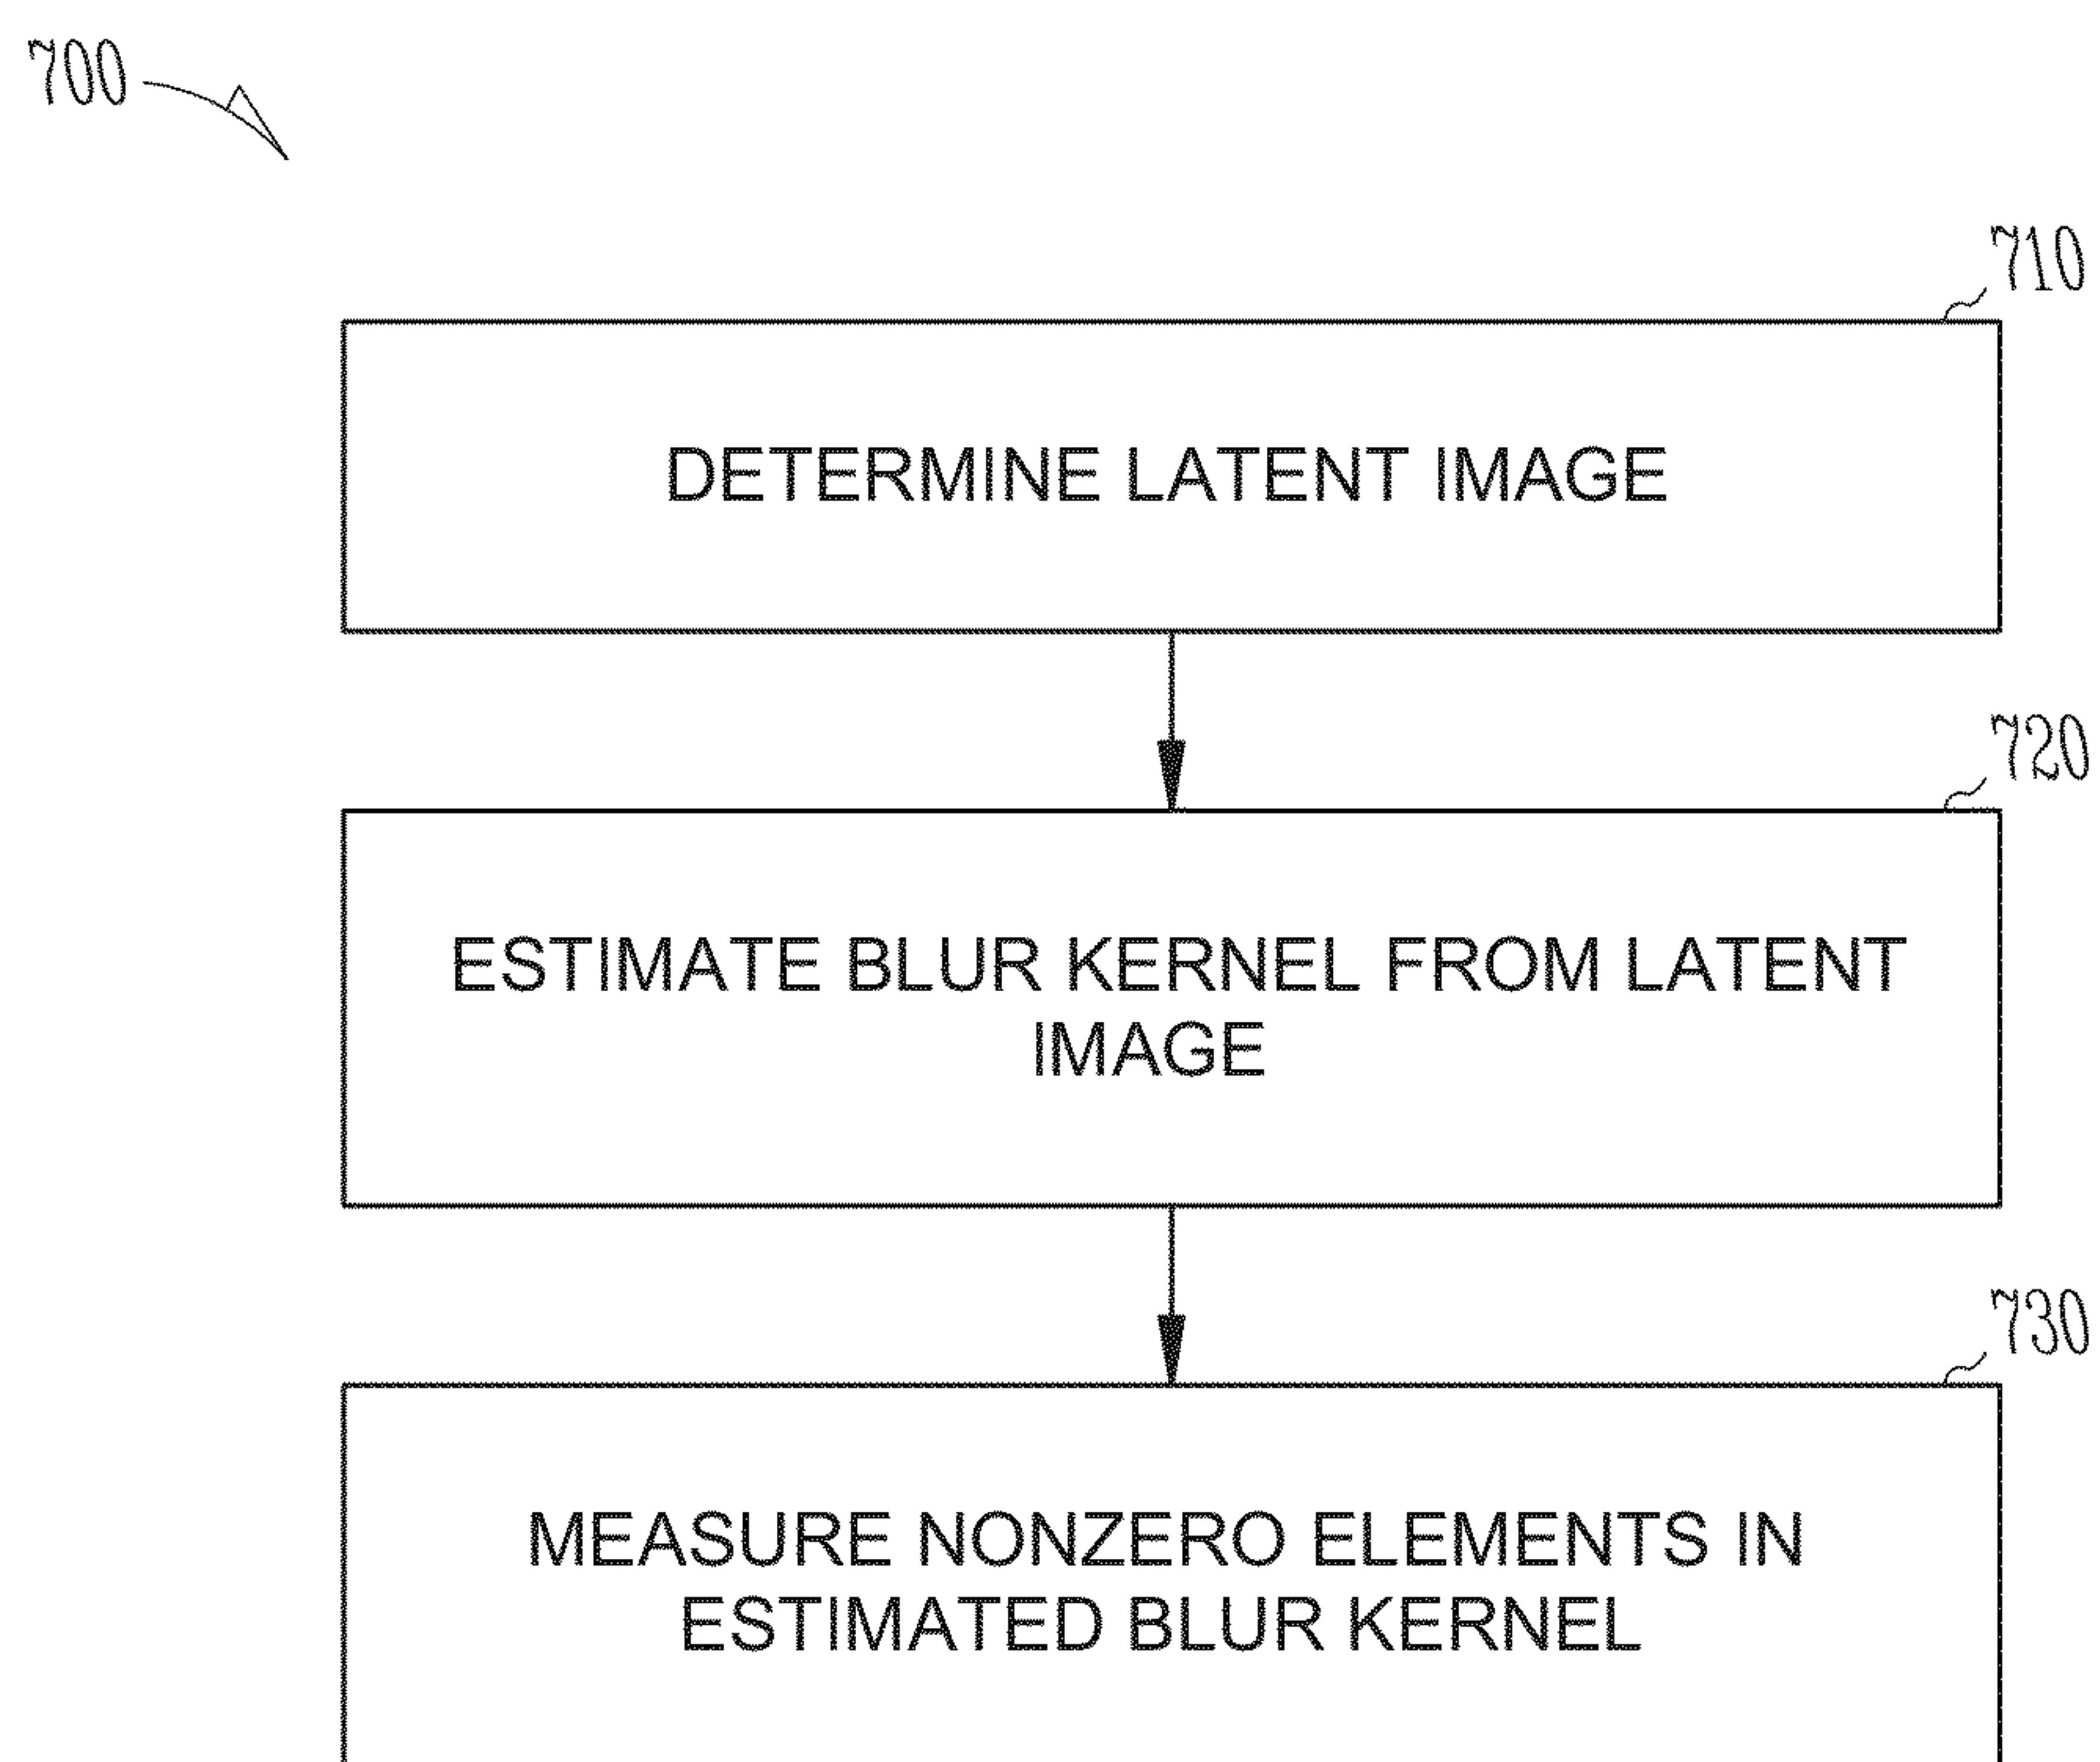 700
710
DETERMINE LATENT IMAGE
720
ESTIMATE BLUR KERNEL FROM LATENT
IMAGE
730
MEASURE NONZERO ELEMENTS IN
ESTIMATED BLUR KERNEL